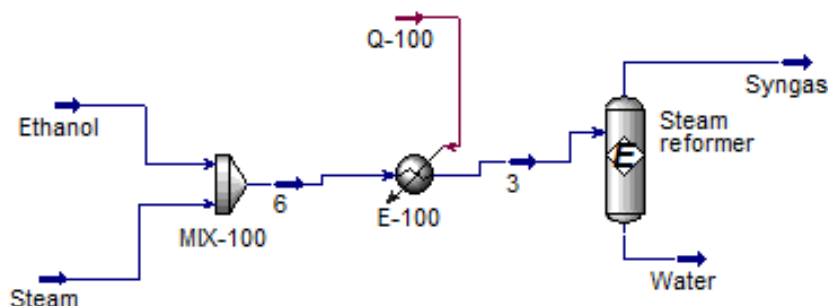 Q-100
Syngas
Ethanol
Steam
reformer
E
6
3
E-100
MIX-100
Water
Steam